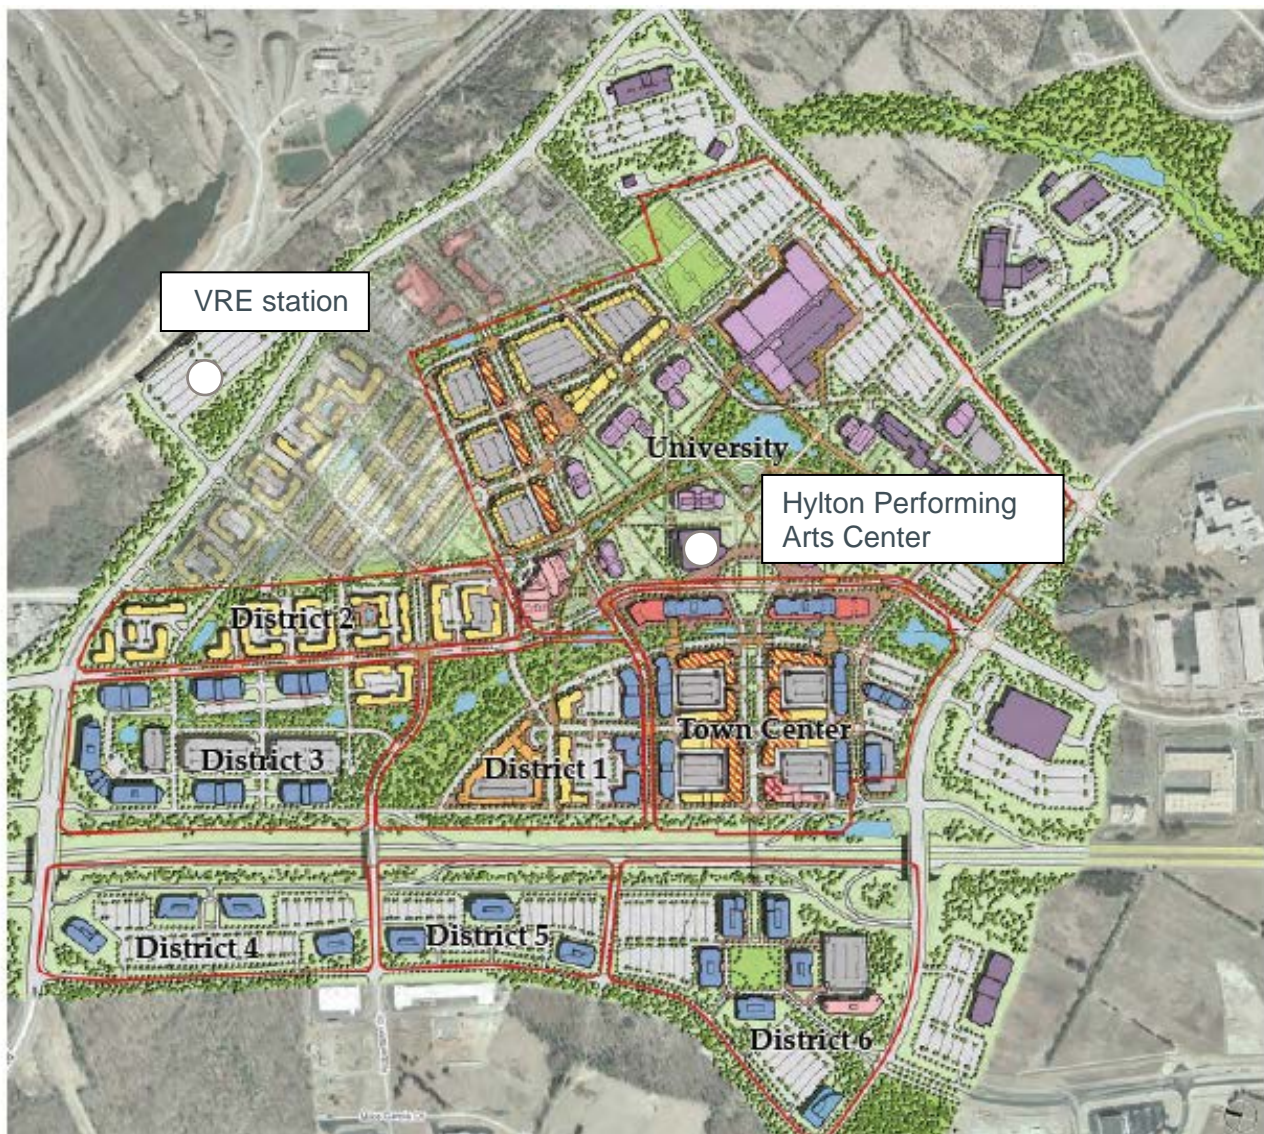 VRE station
University
Hylton Performing
Arts Center
District 2
Town Center
District 3
District 1
District 4
District 5
District 6